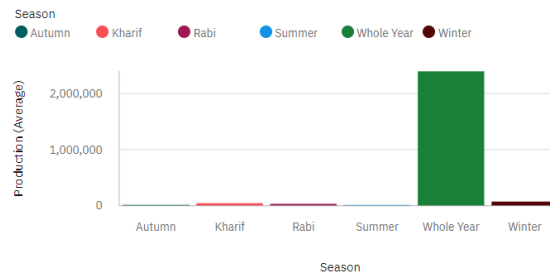 Season
Autumn Kharif Rabi Summer Whole Year Winter
Production (Average)
2,000,000
1,000,000
0
Autumn Kharif Rabi Summer Whole Year Winter
Season